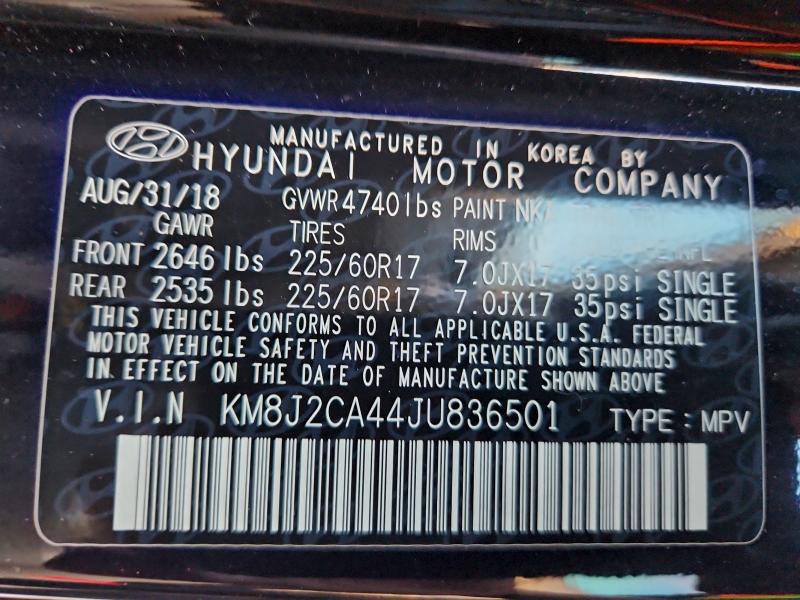 MANUFACTURED IN KOREA BY
HYUNDAI MOTOR COMPANY
AUG/31/18 GVWR 4740lbs PAINT
GAWR TIRES RIMS
FRONT 2646 lbs 225/60R17 7.0JX17 35psi SINGLE
REAR 2535 lbs 225/60R17 7.0JX17 35psi SINGLE
THIS VEHICLE CONFORMS TO ALL APPLICABLE U.S.A. FEDERAL
MOTOR VEHICLE SAFETY AND THEFT PREVENTION STANDARDS
IN EFFECT ON THE DATE OF MANUFACTURE SHOWN ABOVE
V.I.N KM8J2CA44JU836501 TYPE : MPV